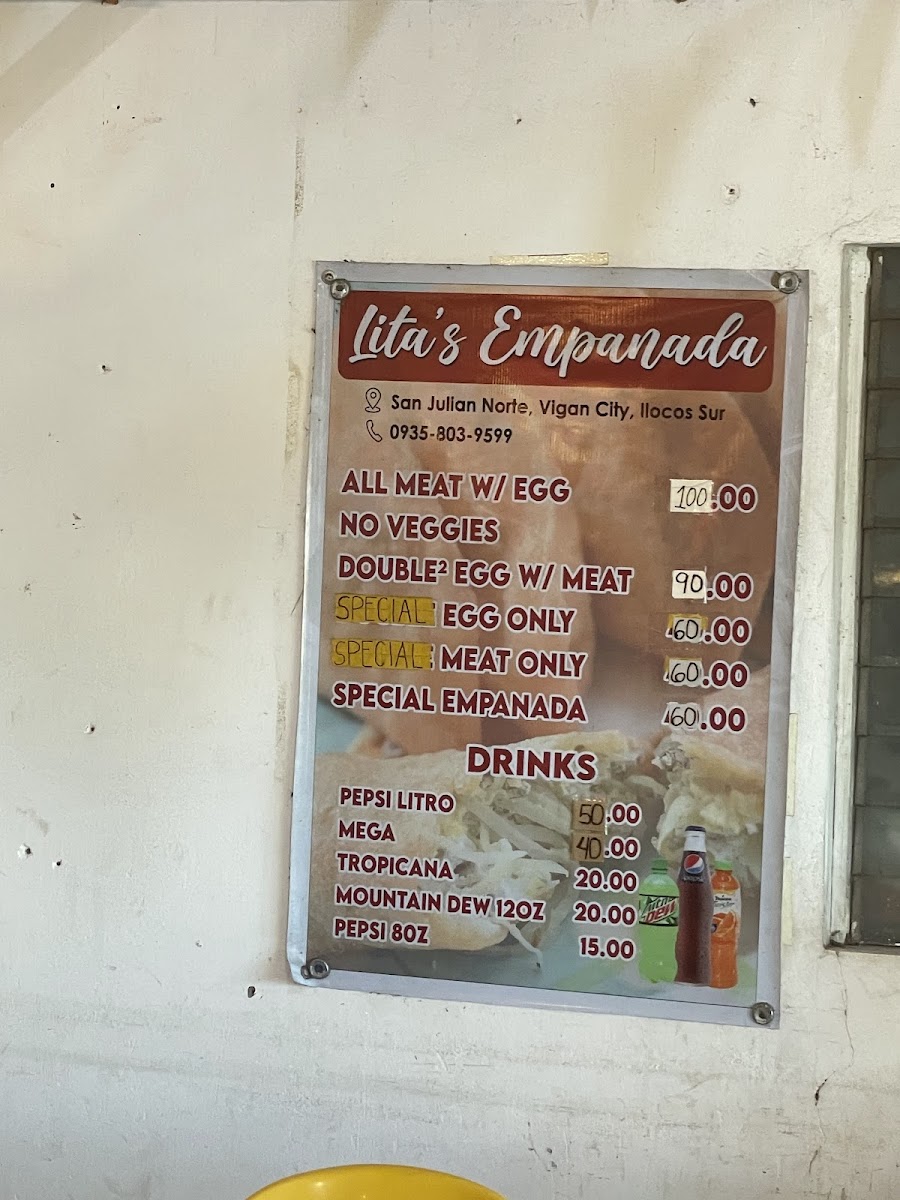 Lita's Empanada
San Julian Norte, Vigan City, Ilocos Sur
0935-803-9599
ALL MEAT W/ EGG 100.00
NO VEGGIES
DOUBLE² EGG W/ MEAT 90.00
SPECIAL EGG ONLY 60.00
SPECIAL MEAT ONLY 60.00
SPECIAL EMPANADA 60.00
DRINKS
PEPSI LITRO 50.00
MEGA 40.00
TROPICANA 20.00
MOUNTAIN DEW 12OZ 20.00
PEPSI 8OZ 15.00
DEW